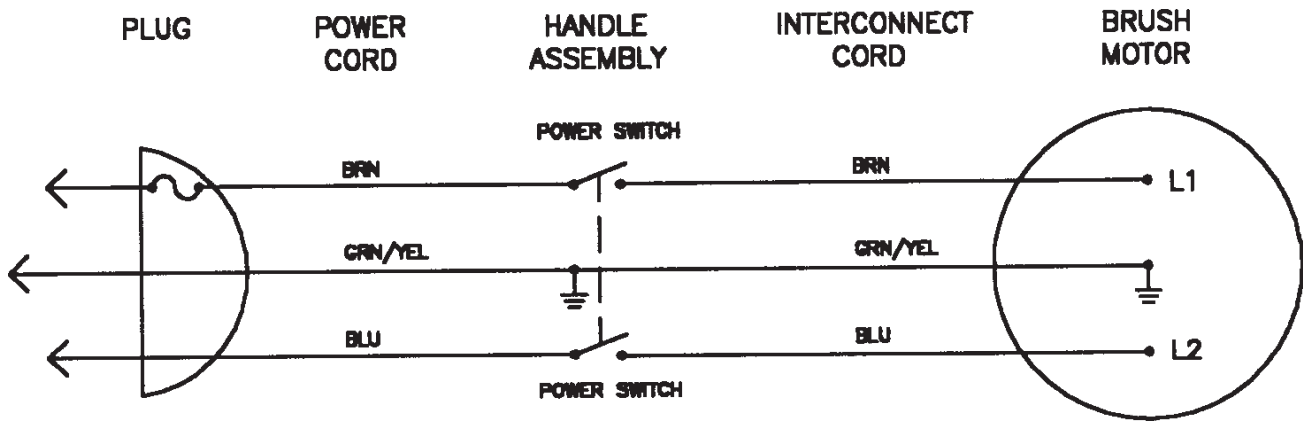 PLUG
POWER
CORD
HANDLE
ASSEMBLY
INTERCONNECT
CORD
BRUSH
MOTOR
POWER SWITCH
BRN
BRN
L1
GRN/YEL
GRN/YEL
BLU
BLU
L2
POWER SWITCH